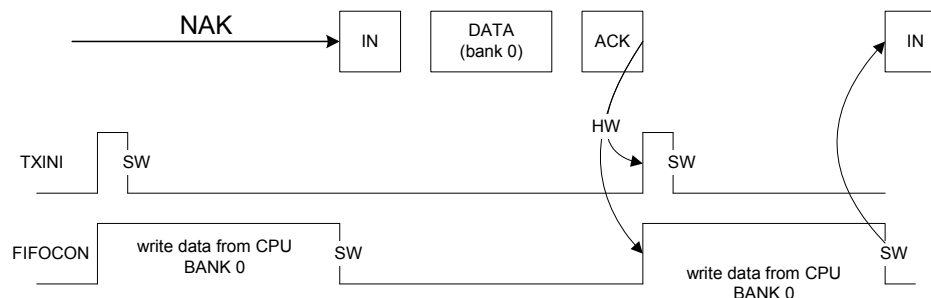 NAK
IN
DATA
(bank 0)
ACK
IN
HW
TXINI
SW
SW
FIFOCON
write data from CPU
BANK 0
SW
write data from CPU
BANK 0
SW